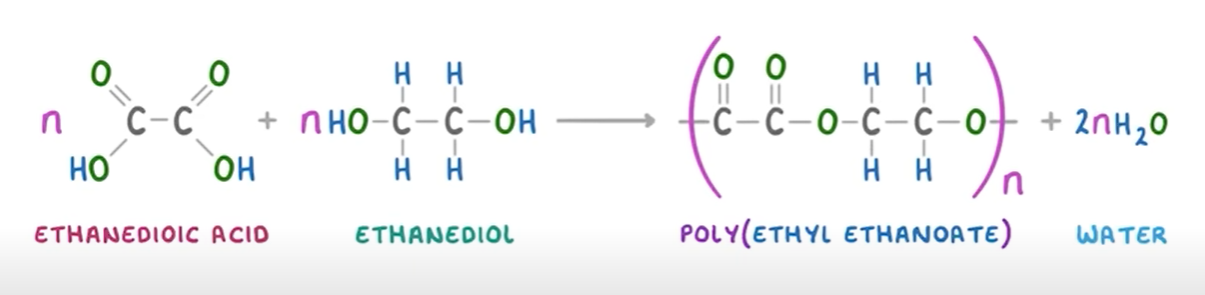 O O H H O O H H
n C-C + nHO-C-C-OH → (-C-C-O-C-C-O-)n + 2nH₂O
HO OH H H H H
ETHANEDIOIC ACID ETHANEDIOL POLY(ETHYL ETHANOATE) WATER